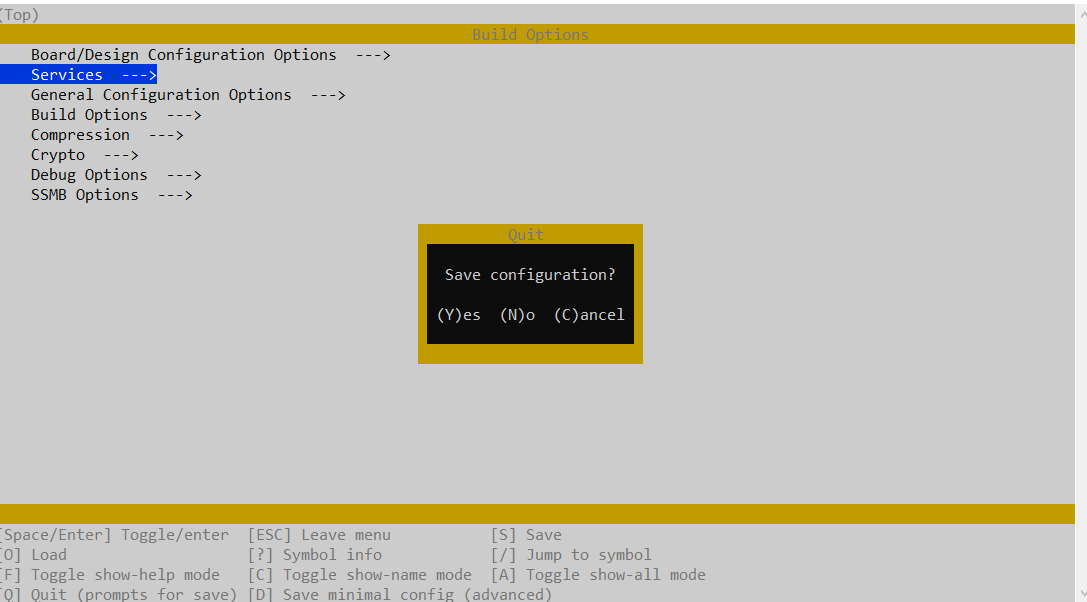 (Top)
Build Options
Board/Design Configuration Options --->
Services --->
General Configuration Options --->
Build Options --->
Compression --->
Crypto --->
Debug Options --->
SSMB Options --->
Quit
Save configuration?
(Y)es (N)o (C)ancel
[Space/Enter] Toggle/enter [ESC] Leave menu [S] Save
[O] Load [?] Symbol info [/] Jump to symbol
[F] Toggle show-help mode [C] Toggle show-name mode [A] Toggle show-all mode
[Q] Quit (prompts for save) [D] Save minimal config (advanced)